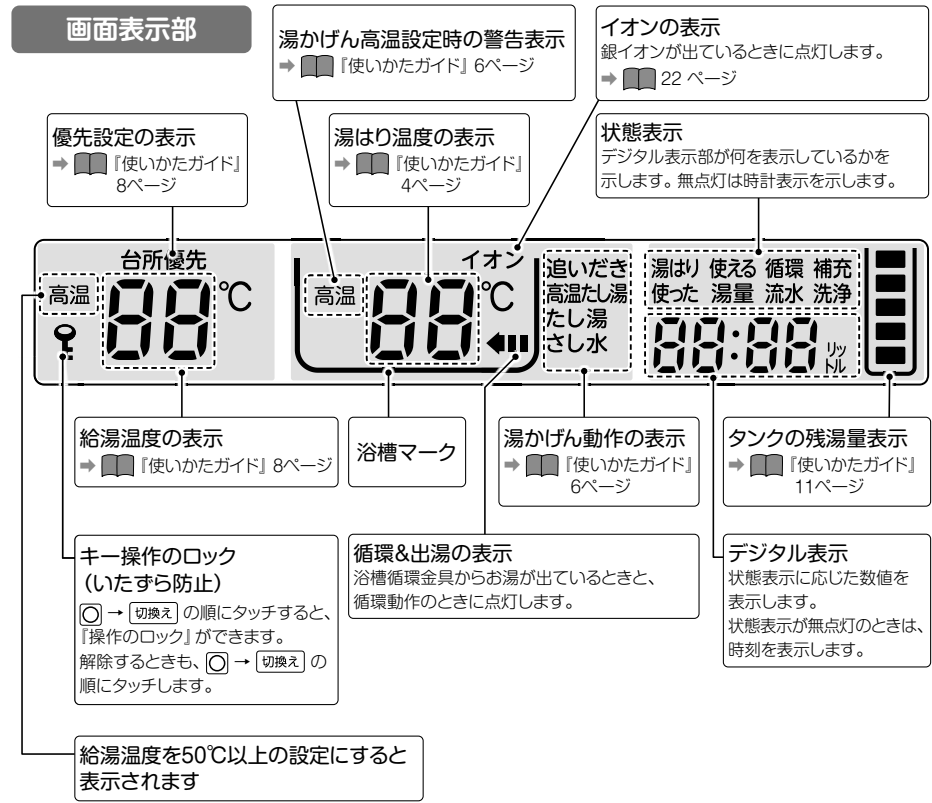 画面表示部
湯かげん高温設定時の警告表示
➡ 『使いかたガイド』 6ページ
イオンの表示
銀イオンが出ているときに点灯します。
➡ 22 ページ
優先設定の表示
➡ 『使いかたガイド』
8ページ
湯はり温度の表示
➡ 『使いかたガイド』
4ページ
状態表示
デジタル表示部が何を表示しているかを
示します。無点灯は時計表示を示します。
台所優先
高温
88℃
高温
88℃
イオン
追いだき
高温たし湯
たし湯
さし水
湯はり 使える 循環 補充
使った 湯量 流水 洗浄
88:88
リッ
トル
給湯温度の表示
➡ 『使いかたガイド』 8ページ
浴槽マーク
湯かげん動作の表示
➡ 『使いかたガイド』
6ページ
タンクの残湯量表示
➡ 『使いかたガイド』
11ページ
キー操作のロック
(いたずら防止)
→ 切換え の順にタッチすると、
『操作のロック』ができます。
解除するときも、 → 切換え の
順にタッチします。
循環&出湯の表示
浴槽循環金具からお湯が出ているときと、
循環動作のときに点灯します。
デジタル表示
状態表示に応じた数値を
表示します。
状態表示が無点灯のときは、
時刻を表示します。
給湯温度を50℃以上の設定にすると
表示されます